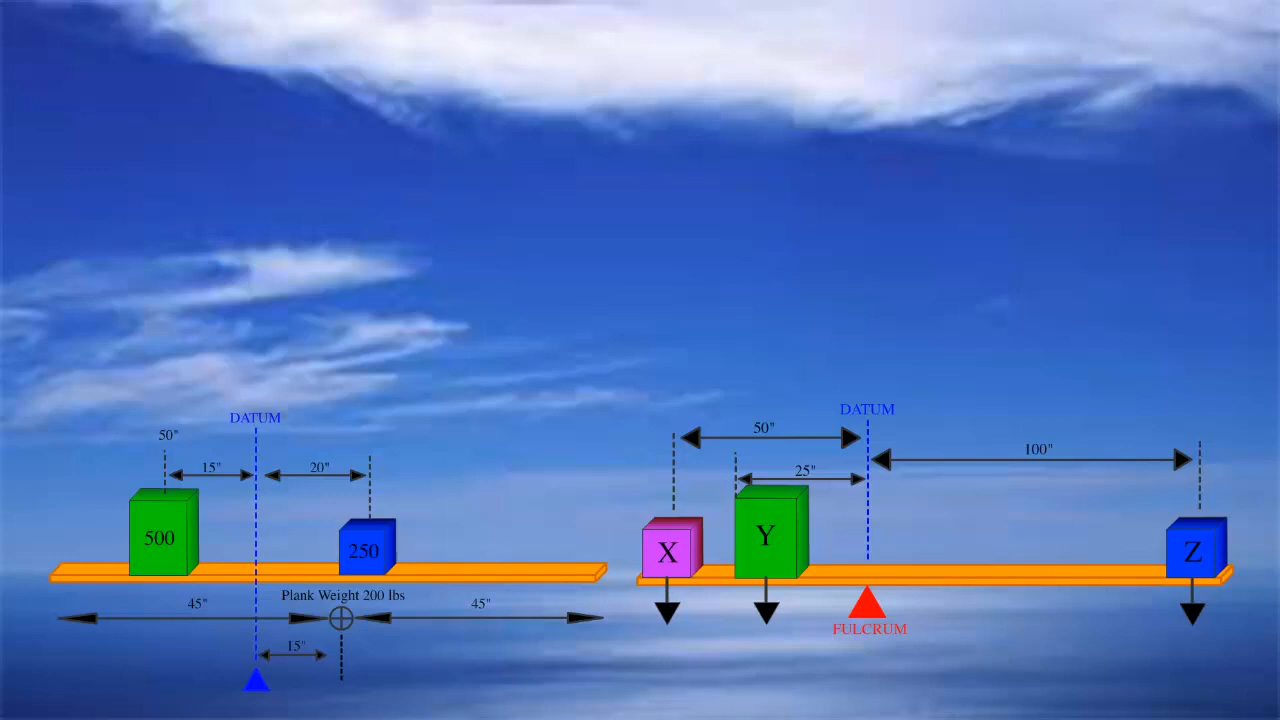 DATUM
50"
15"
20"
500
250
Plank Weight 200 lbs
45"
45"
15"
DATUM
50"
100"
25"
X
Y
Z
FULCRUM